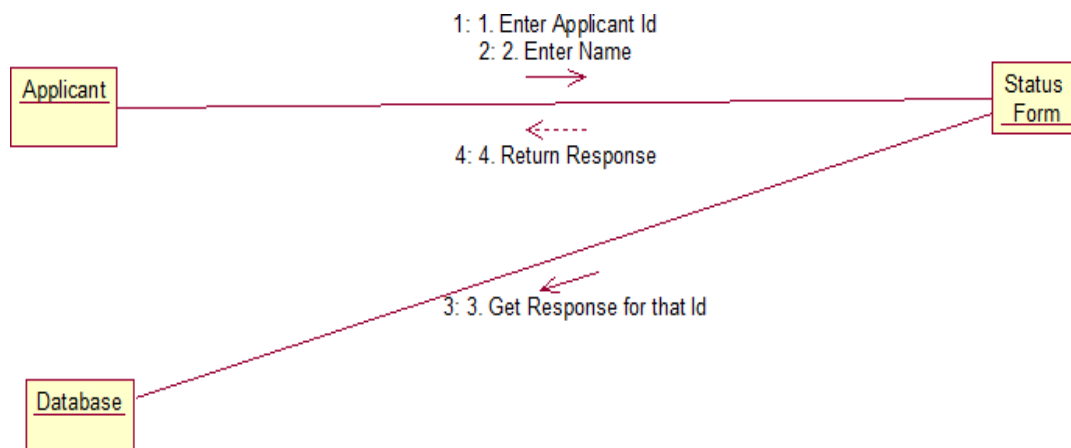 1: 1. Enter Applicant Id
2: 2. Enter Name
Applicant
Status
Form
4: 4. Return Response
3: 3. Get Response for that Id
Database